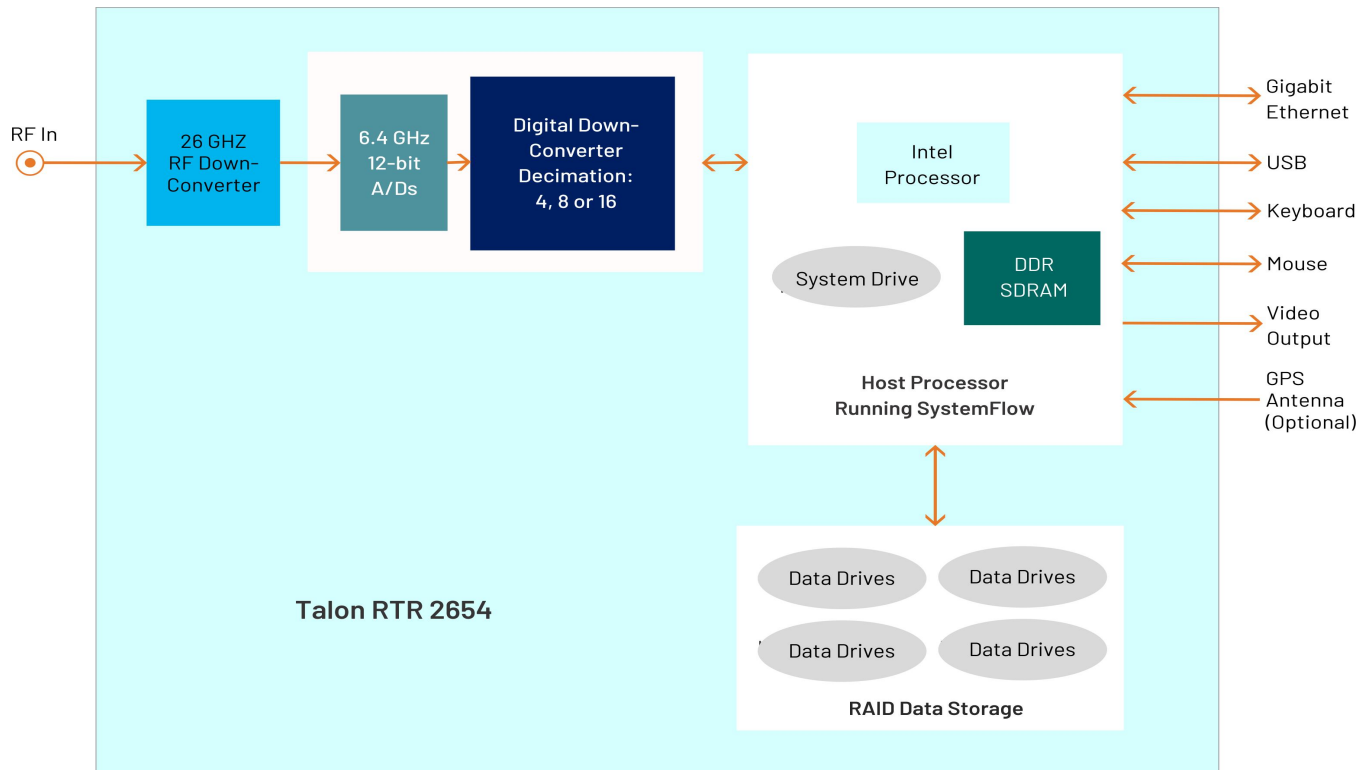 RF In
26 GHZ
RF Down-
Converter
6.4 GHz
12-bit
A/Ds
Digital Down-
Converter
Decimation:
4, 8 or 16
Intel
Processor
System Drive
DDR
SDRAM
Host Processor
Running SystemFlow
Gigabit
Ethernet
USB
Keyboard
Mouse
Video
Output
GPS
Antenna
(Optional)
Data Drives
Data Drives
Data Drives
Data Drives
RAID Data Storage
Talon RTR 2654